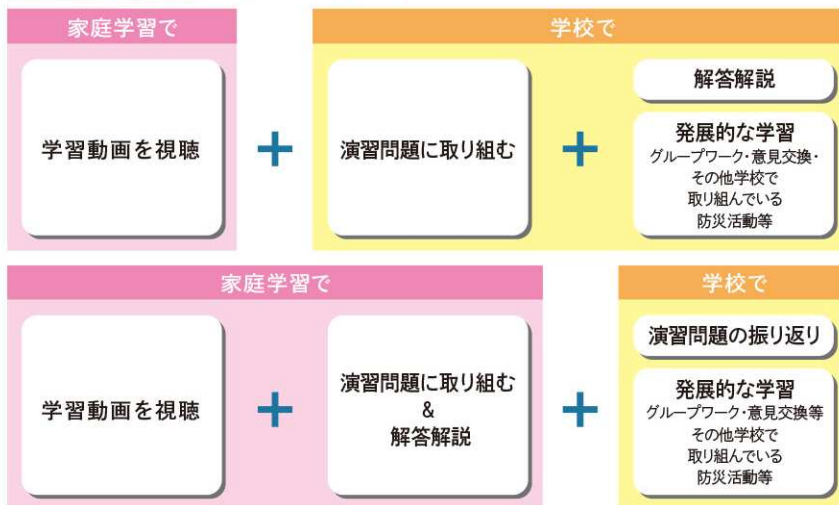 家庭学習で
学校で
学習動画を視聴
+
演習問題に取り組む
+
解答解説
発展的な学習
グループワーク・意見交換・
その他学校で
取り組んでいる
防災活動等
家庭学習で
学校で
学習動画を視聴
+
演習問題に取り組む
&
解答解説
+
演習問題の振り返り
発展的な学習
グループワーク・意見交換等
その他学校で
取り組んでいる
防災活動等